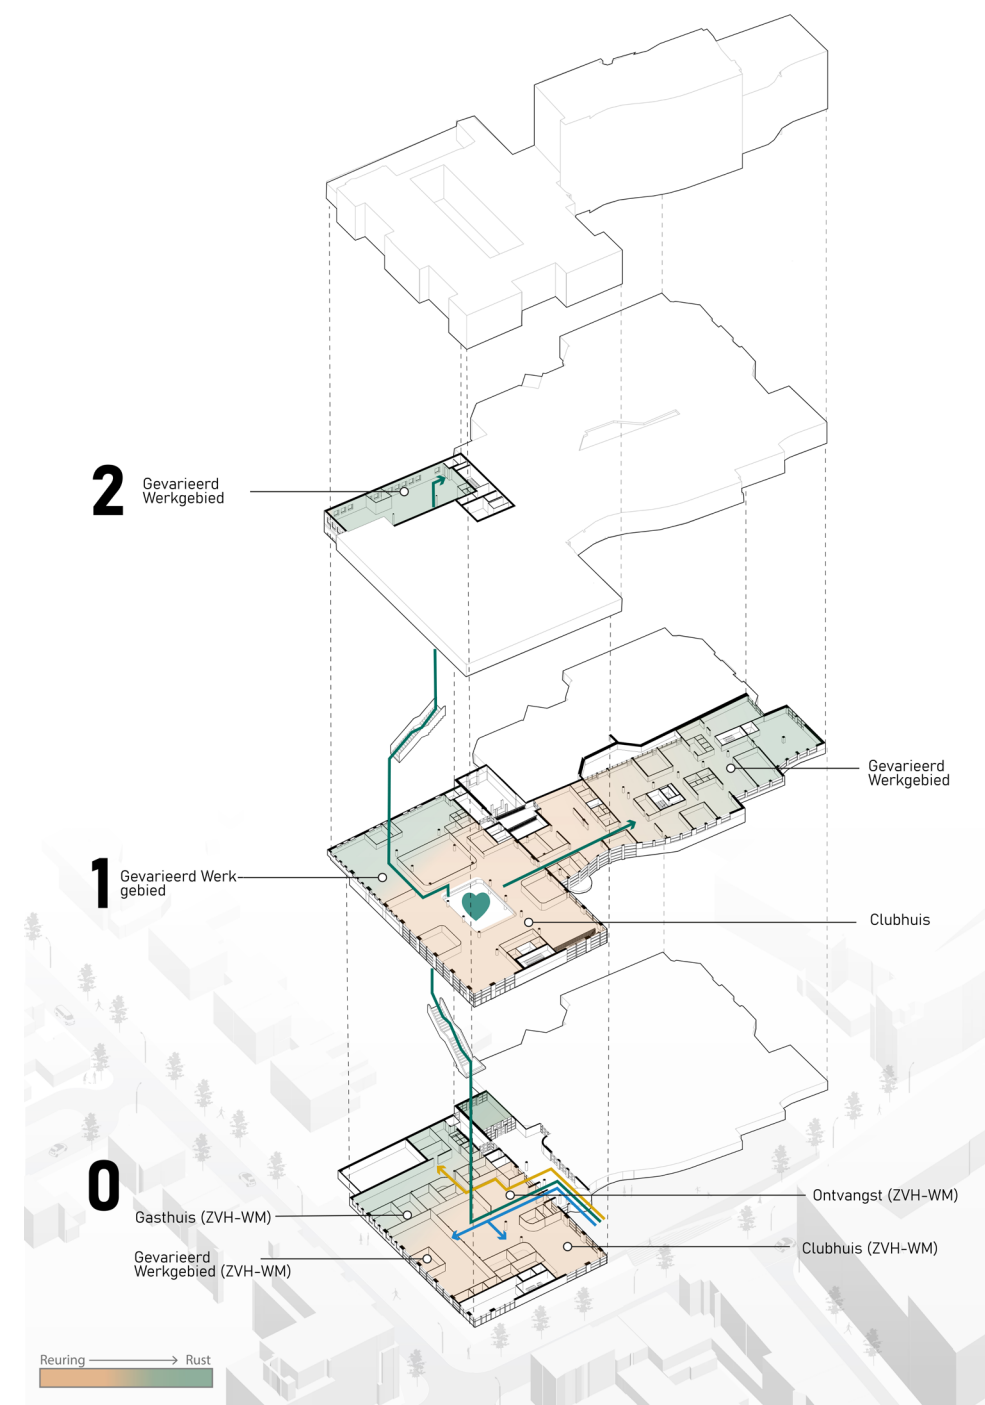 2
Gevarieerd
Werkgebied
Gevarieerd
Werkgebied
1
Gevarieerd Werk-
gebied
Clubhuis
0
Gasthuis (ZVH-WM)
Ontvangst (ZVH-WM)
Gevarieerd
Werkgebied (ZVH-WM)
Clubhuis (ZVH-WM)
Reuring
Rust